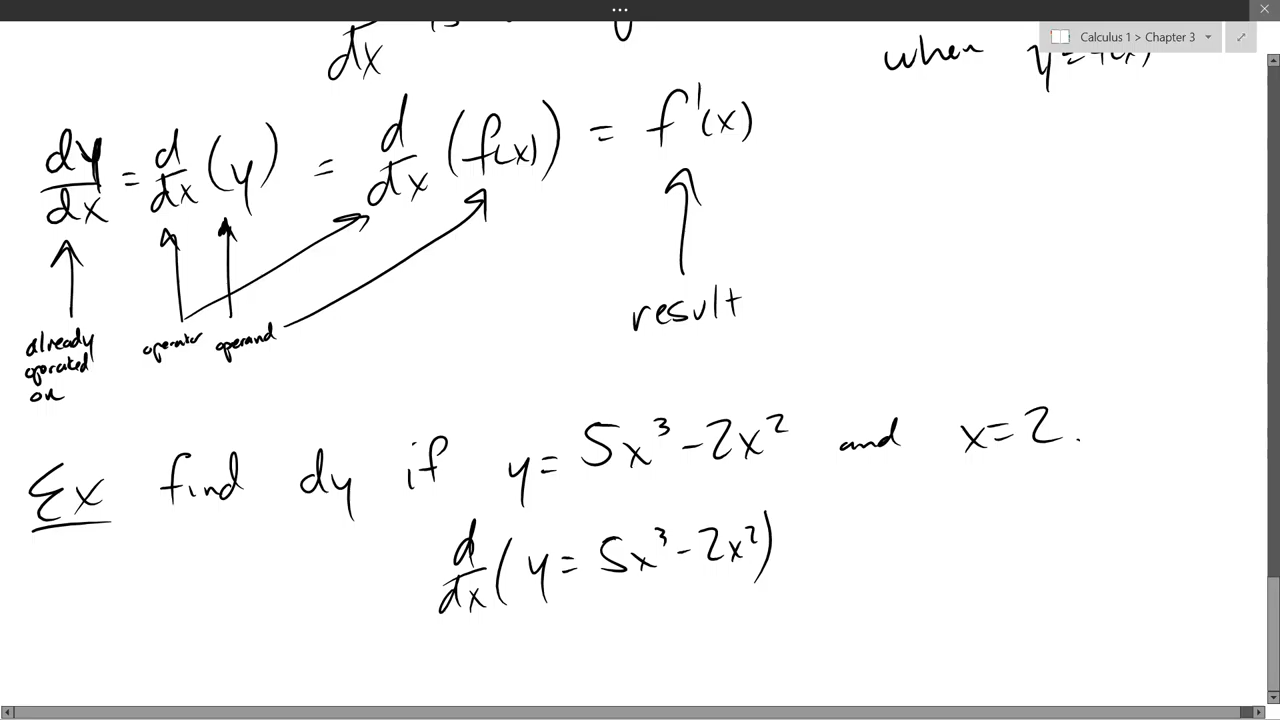 Calculus 1 > Chapter 3
d/dx is
when y=f(x)
dy/dx = d/dx (y) = d/dx (f(x)) = f'(x)
already operated on
operator
operand
result
Ex find dy if y = 5x³ - 2x² and x=2.
d/dx ( y = 5x³ - 2x² )